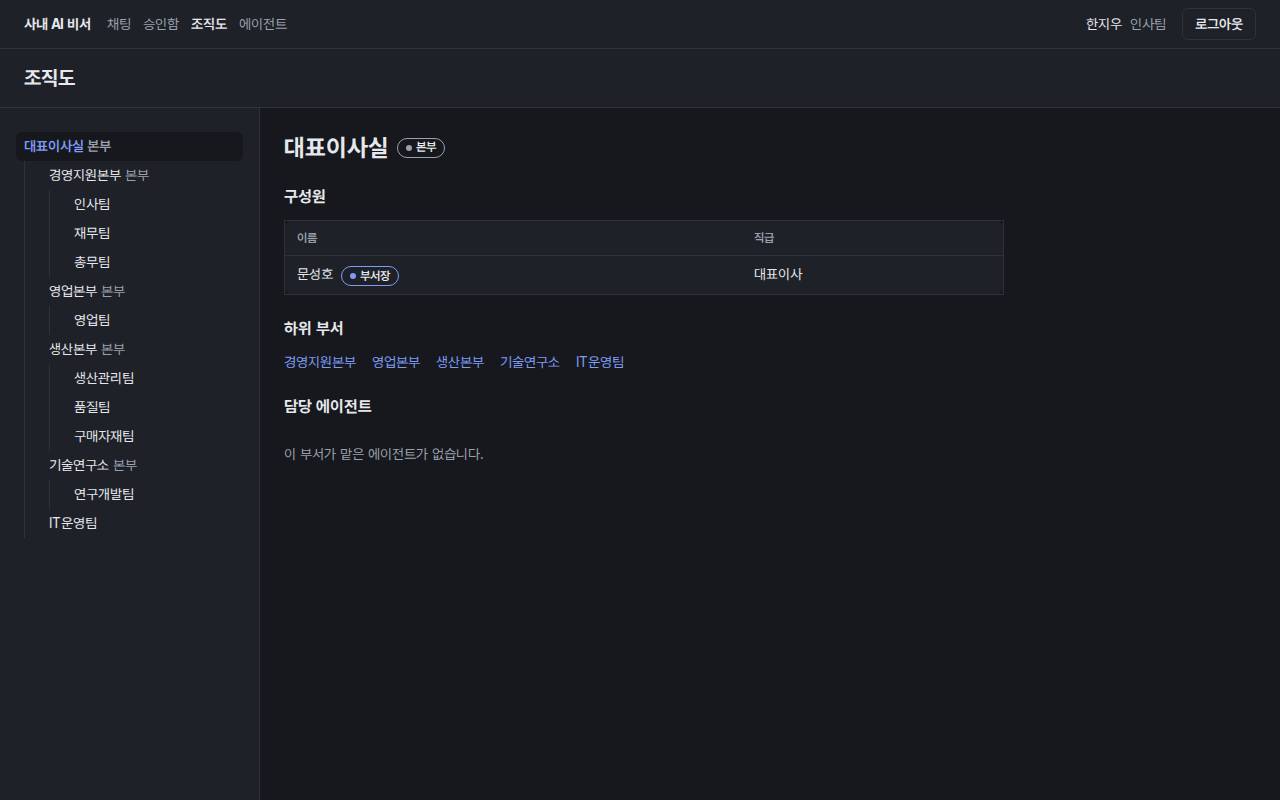 사내 AI 비서 채팅 승인함 조직도 에이전트 한지우 인사팀 로그아웃
조직도
대표이사실 본부
경영지원본부 본부
인사팀
재무팀
총무팀
영업본부 본부
영업팀
생산본부 본부
생산관리팀
품질팀
구매자재팀
기술연구소 본부
연구개발팀
IT운영팀
대표이사실 본부
구성원
이름 직급
문성호 부서장 대표이사
하위 부서
경영지원본부 영업본부 생산본부 기술연구소 IT운영팀
담당 에이전트
이 부서가 맡은 에이전트가 없습니다.